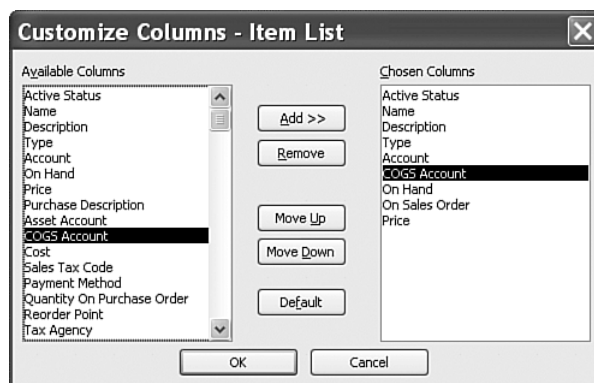 Customize Columns - Item List
Available Columns
Active Status
Name
Description
Type
Account
On Hand
Price
Purchase Description
Asset Account
COGS Account
Cost
Sales Tax Code
Payment Method
Quantity On Purchase Order
Reorder Point
Tax Agency
Add >>
Remove
Move Up
Move Down
Default
Chosen Columns
Active Status
Name
Description
Type
Account
COGS Account
On Hand
On Sales Order
Price
OK
Cancel